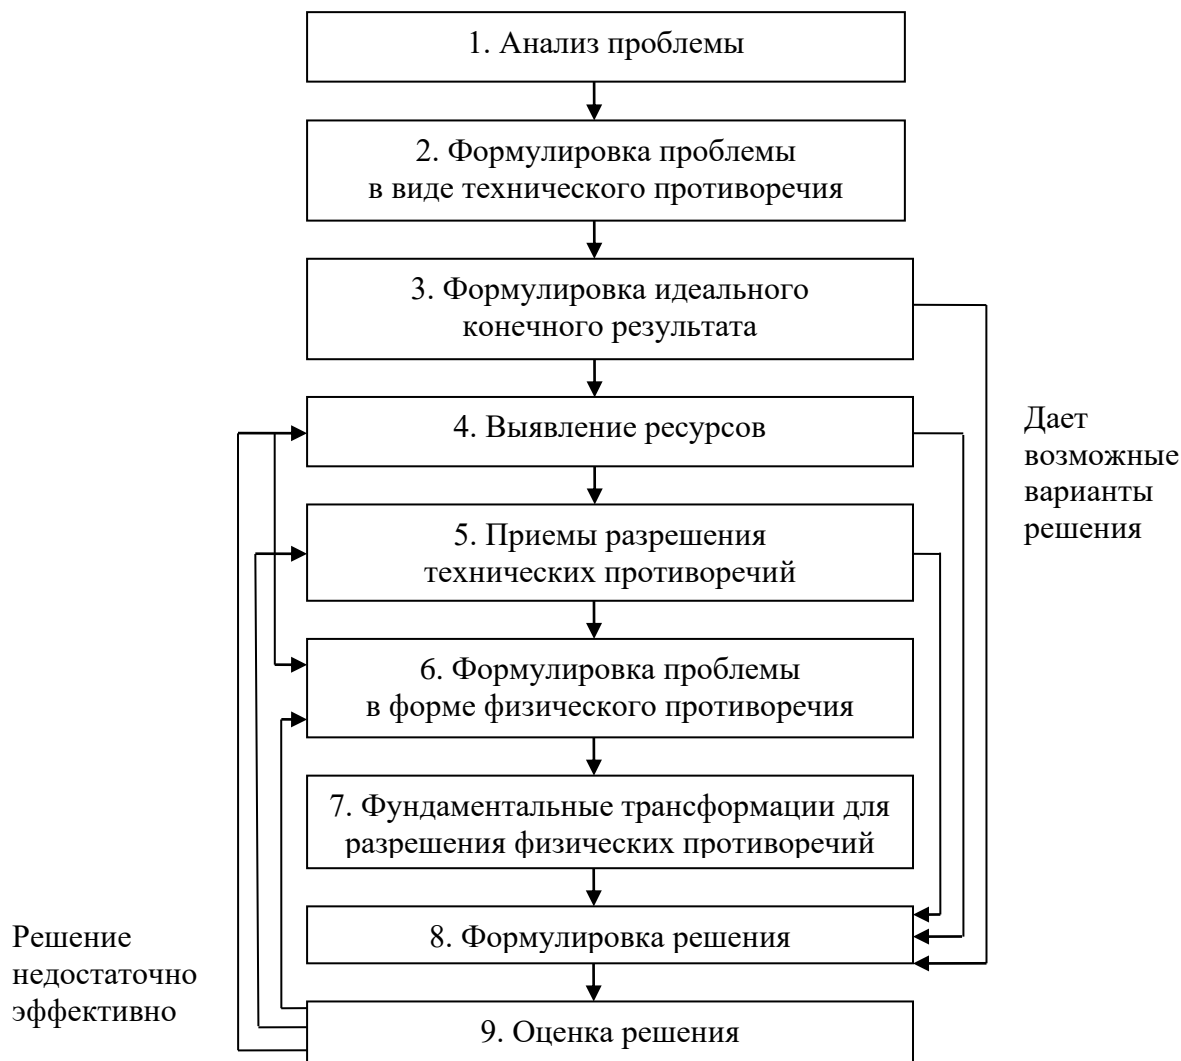 1. Анализ проблемы
2. Формулировка проблемы
в виде технического противоречия
3. Формулировка идеального
конечного результата
4. Выявление ресурсов
Дает
возможные
варианты
решения
5. Приемы разрешения
технических противоречий
6. Формулировка проблемы
в форме физического противоречия
7. Фундаментальные трансформации для
разрешения физических противоречий
8. Формулировка решения
Решение
недостаточно
эффективно
9. Оценка решения